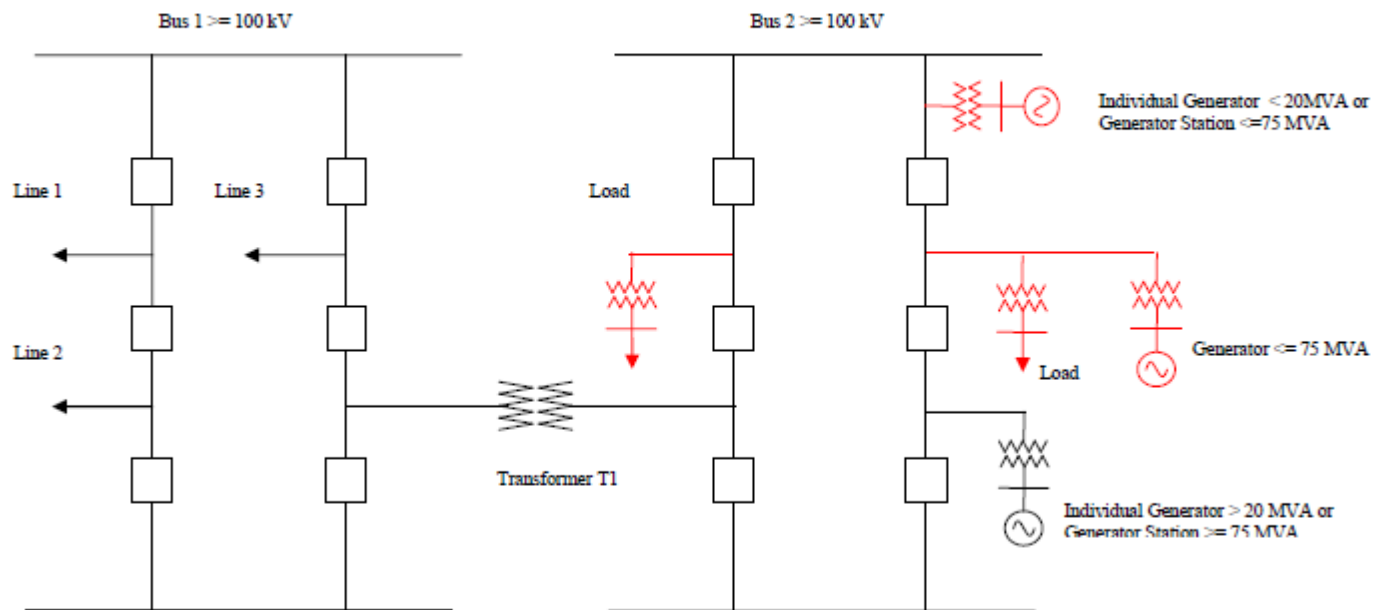 Bus 1 >= 100 kV
Bus 2 >= 100 kV
Individual Generator < 20MVA or
Generator Station <=75 MVA
Line 1
Line 3
Load
Line 2
Generator <= 75 MVA
Load
Transformer T1
Individual Generator > 20 MVA or
Generator Station >= 75 MVA